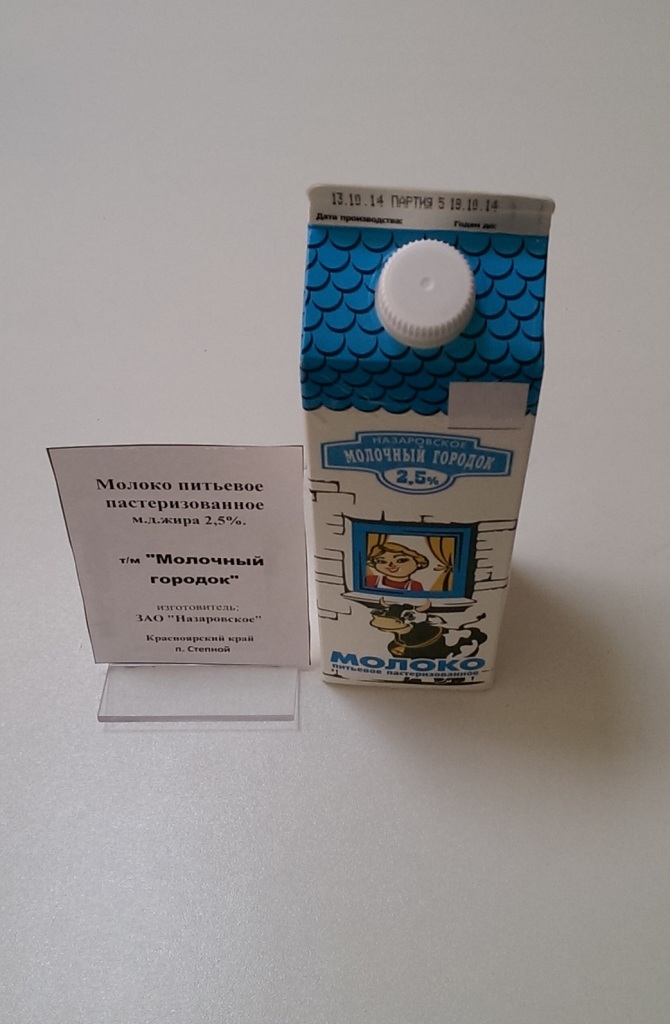 13.10.14 ПАРТИЯ 5 18.10.14
Дата производства: Годен до:
НАЗАРОВСКОЕ
МОЛОЧНЫЙ ГОРОДОК
2,5%
МОЛОКО
питьевое пастеризованное
Молоко питьевое
пастеризованное
м.д.жира 2,5%.
т/м "Молочный
городок"
изготовитель:
ЗАО "Назаровское"
Красноярский край
п. Степной